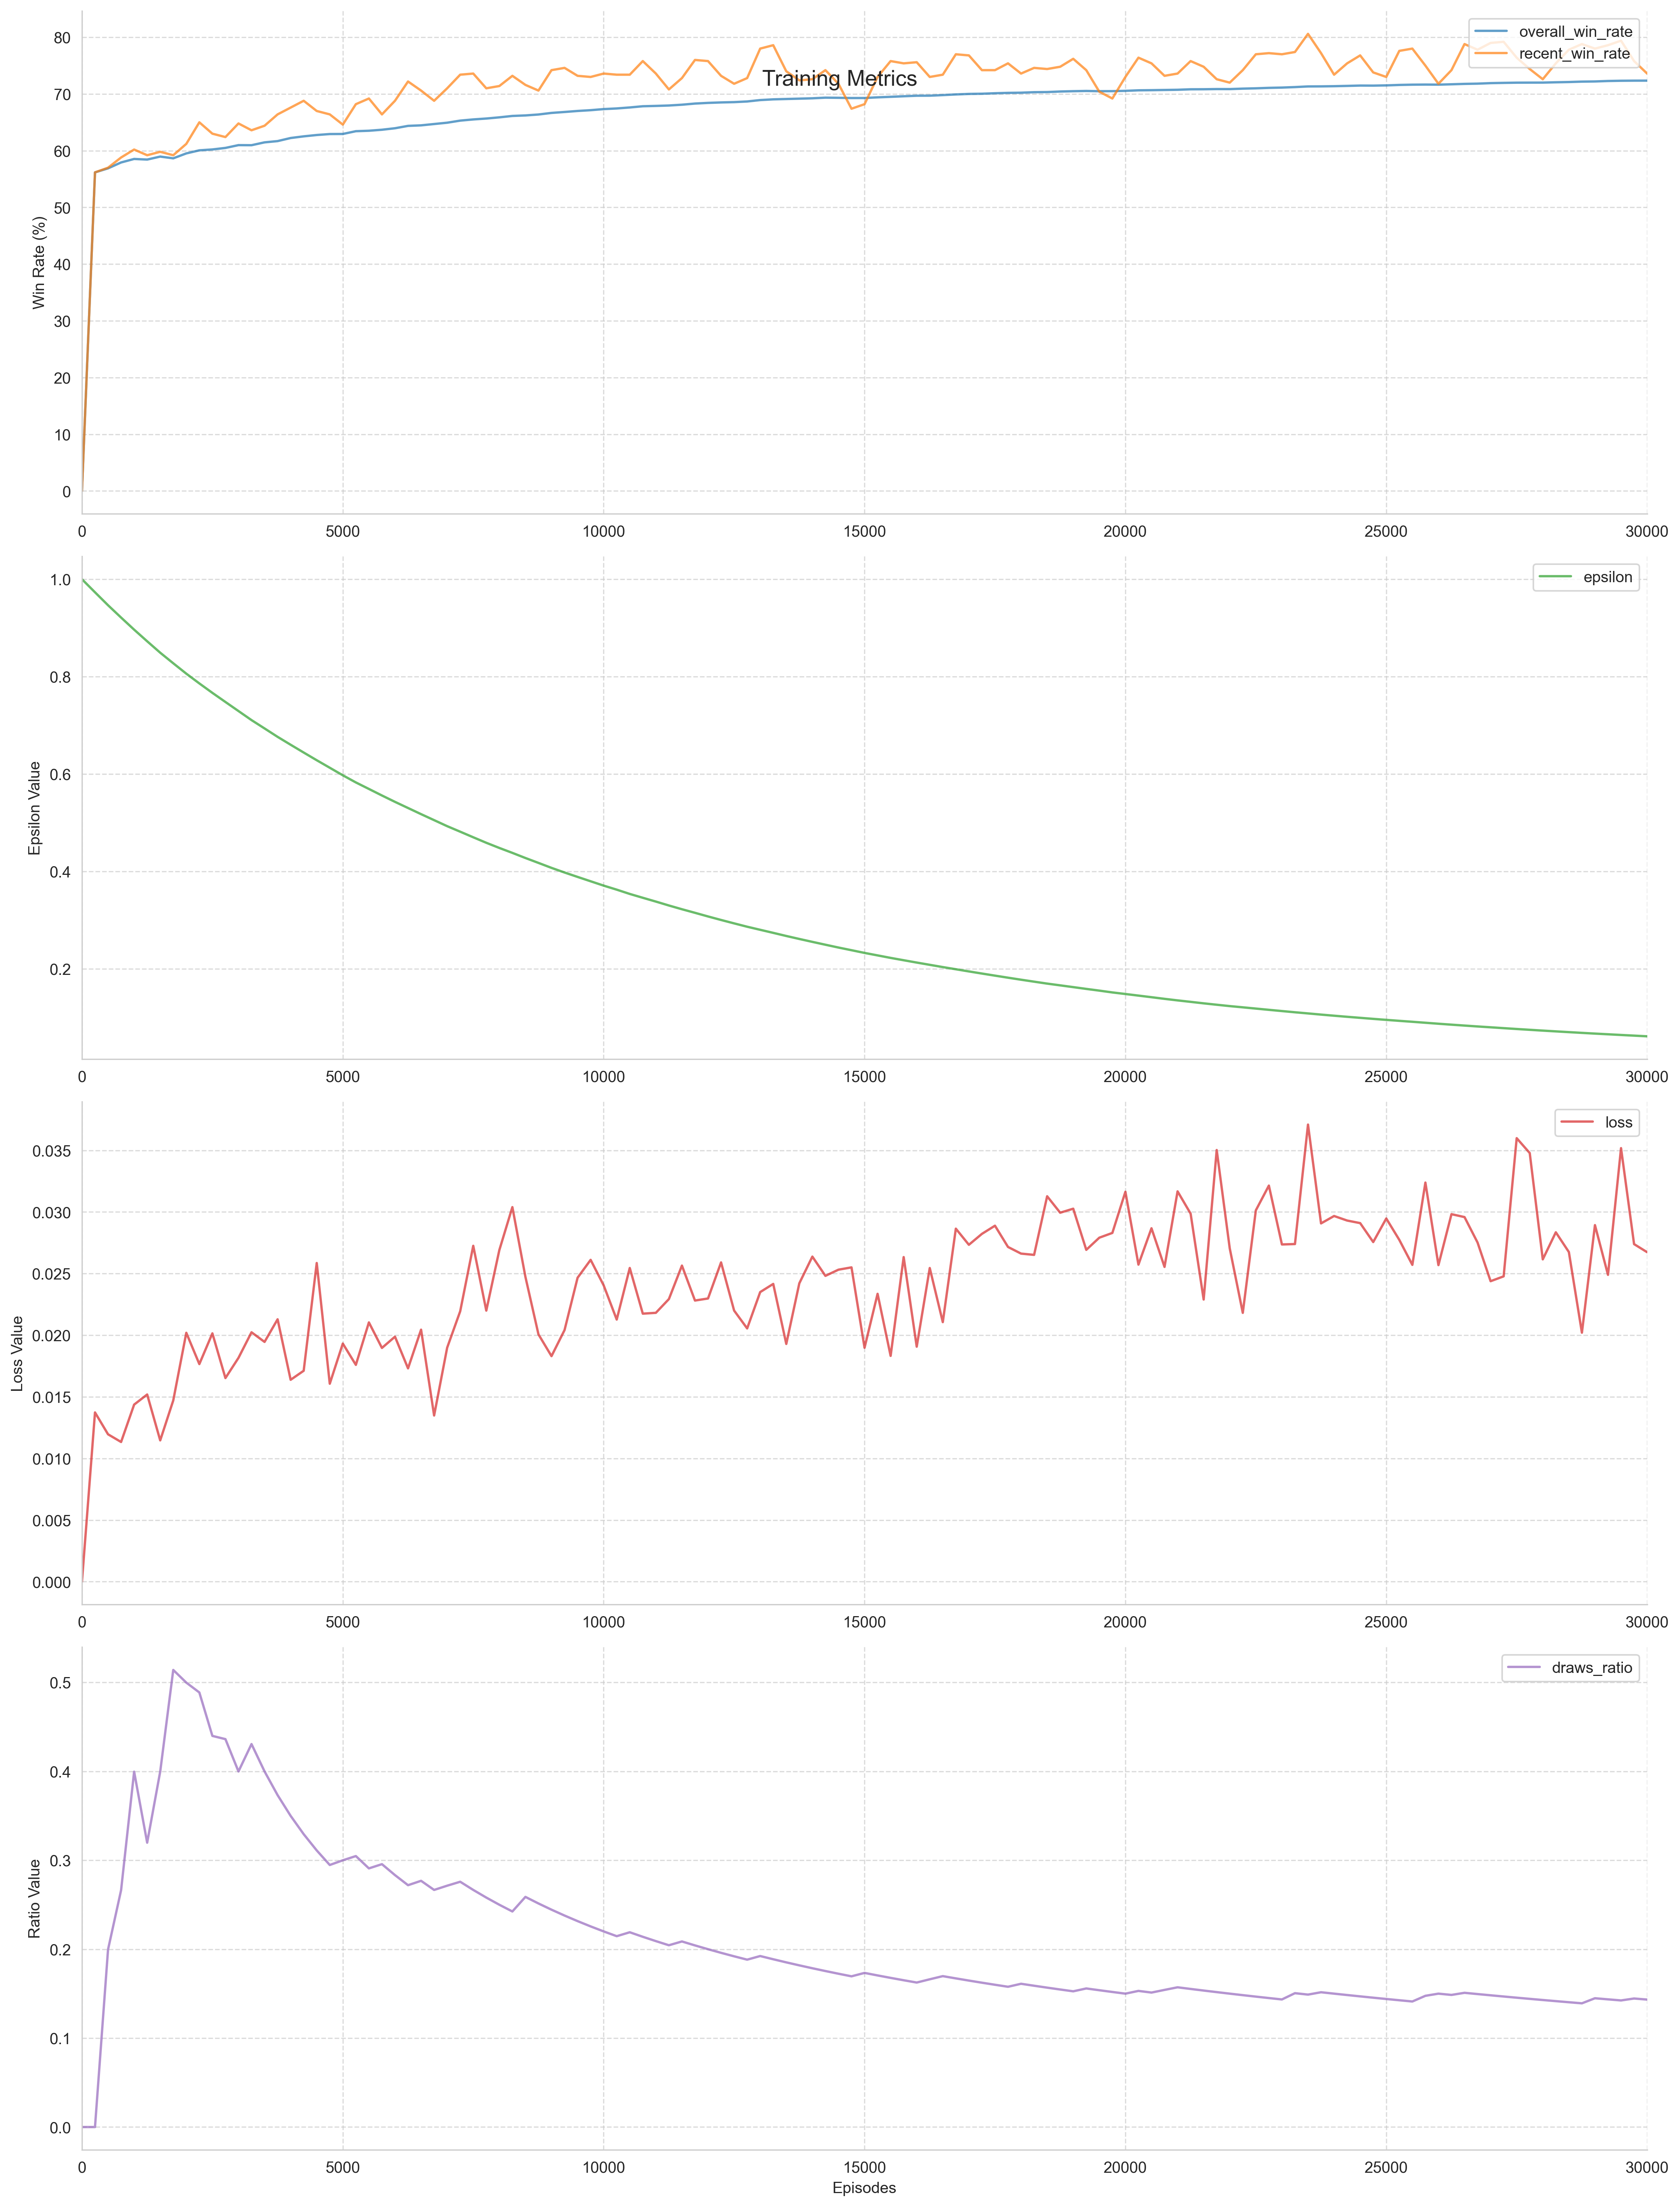 80
70
60
50
40
30
20
10
0
Win Rate (%)
Training Metrics
overall_win_rate
recent_win_rate
0 5000 10000 15000 20000 25000 30000
1.0
0.8
0.6
0.4
0.2
Epsilon Value
epsilon
0 5000 10000 15000 20000 25000 30000
0.035
0.030
0.025
0.020
0.015
0.010
0.005
0.000
Loss Value
loss
0 5000 10000 15000 20000 25000 30000
0.5
0.4
0.3
0.2
0.1
0.0
Ratio Value
draws_ratio
0 5000 10000 15000 20000 25000 30000
Episodes